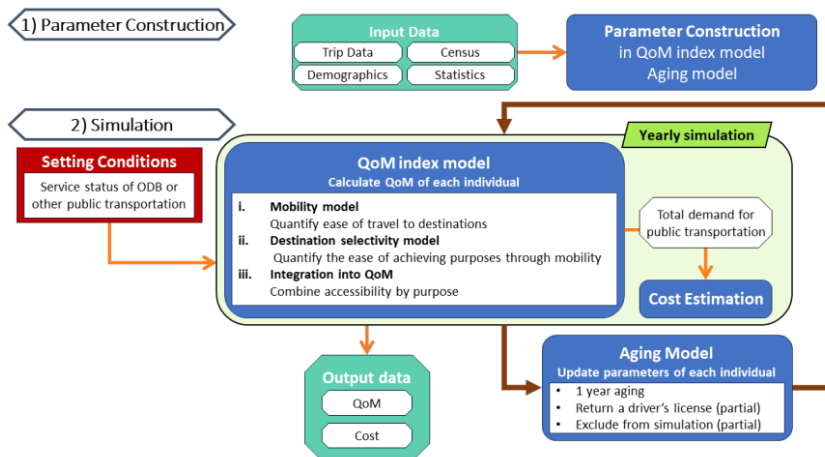 1) Parameter Construction
Input Data
Trip Data
Census
Demographics
Statistics
Parameter Construction
in QoM index model
Aging model
2) Simulation
Yearly simulation
Setting Conditions
Service status of ODB or
other public transportation
QoM index model
Calculate QoM of each individual
i. Mobility model
Quantify ease of travel to destinations
ii. Destination selectivity model
Quantify the ease of achieving purposes through mobility
iii. Integration into QoM
Combine accessibility by purpose
Total demand for
public transportation
Cost Estimation
Output data
QoM
Cost
Aging Model
Update parameters of each individual
• 1 year aging
• Return a driver's license (partial)
• Exclude from simulation (partial)